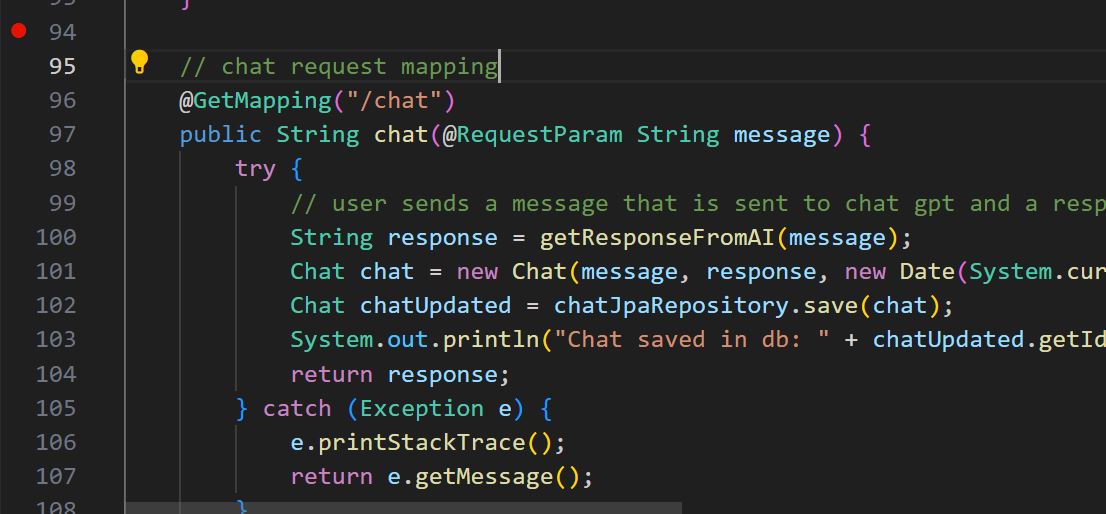 93 }
94
95 // chat request mapping
96 @GetMapping("/chat")
97 public String chat(@RequestParam String message) {
98 try {
99 // user sends a message that is sent to chat gpt and a resp
100 String response = getResponseFromAI(message);
101 Chat chat = new Chat(message, response, new Date(System.cur
102 Chat chatUpdated = chatJpaRepository.save(chat);
103 System.out.println("Chat saved in db: " + chatUpdated.getId
104 return response;
105 } catch (Exception e) {
106 e.printStackTrace();
107 return e.getMessage();
108 }